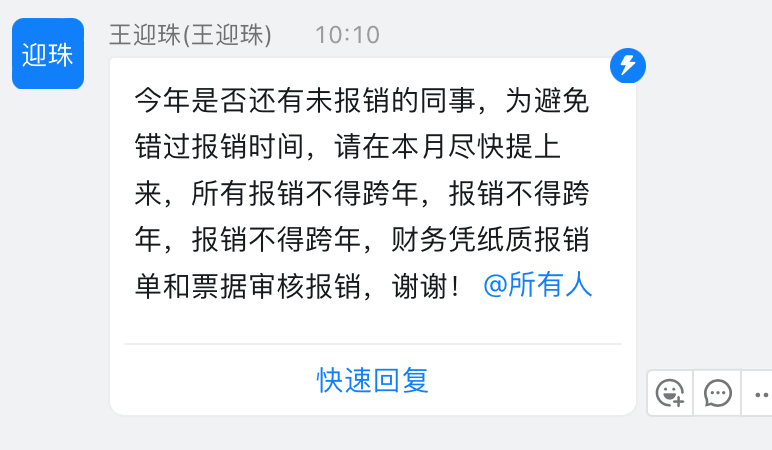 迎珠
王迎珠(王迎珠) 10:10
今年是否还有未报销的同事，为避免
错过报销时间，请在本月尽快提上
来，所有报销不得跨年，报销不得跨
年，报销不得跨年，财务凭纸质报销
单和票据审核报销，谢谢！ @所有人
快速回复